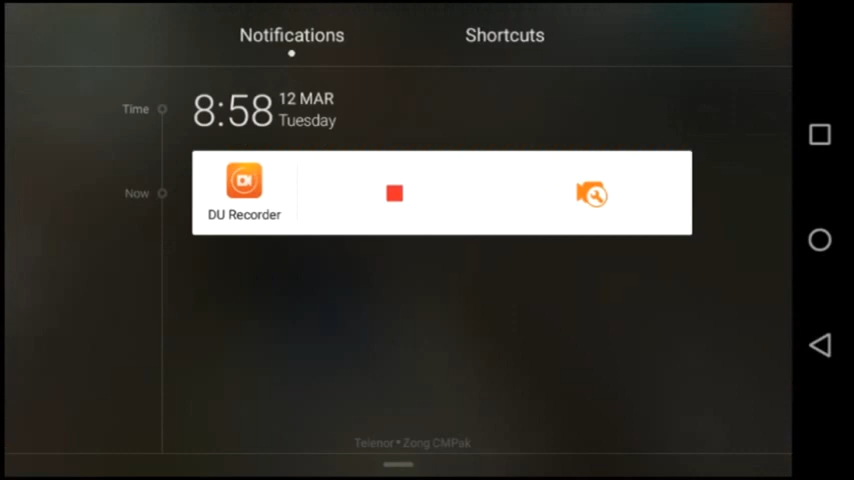 Notifications
Shortcuts
Time
8:58
12 MAR
Tuesday
Now
DU Recorder
Telenor • Zong CMPak